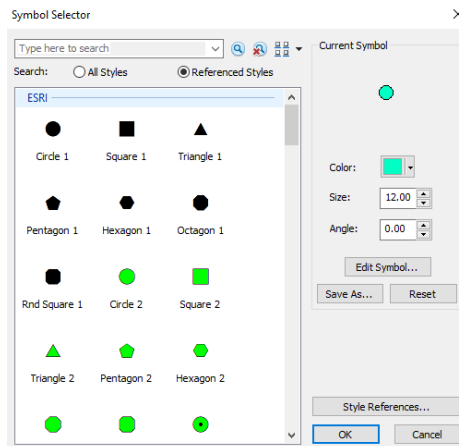 Symbol Selector
Type here to search
Search: All Styles Referenced Styles
ESRI
Circle 1 Square 1 Triangle 1
Pentagon 1 Hexagon 1 Octagon 1
Rnd Square 1 Circle 2 Square 2
Triangle 2 Pentagon 2 Hexagon 2
Current Symbol
Color:
Size: 12.00
Angle: 0.00
Edit Symbol...
Save As... Reset
Style References...
OK Cancel